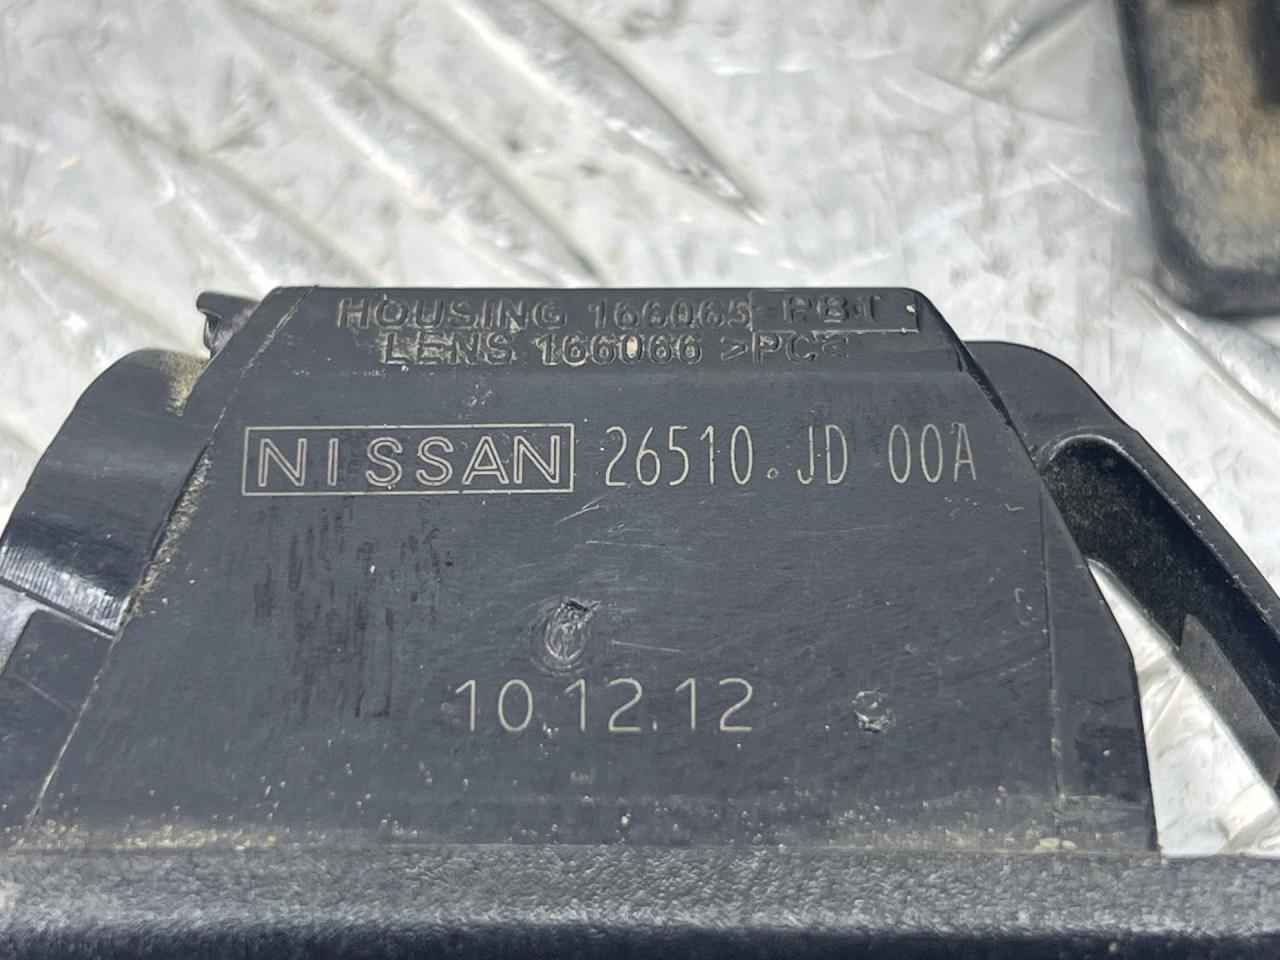 HOUSING 166065 >PBT<
LENS 166066 >PC<
NISSAN 26510.JD 00A
10.12.12